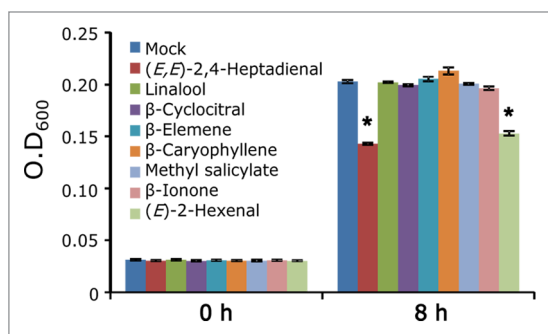 O.D600
0.25
0.20
0.15
0.10
0.05
0
Mock
(E,E)-2,4-Heptadienal
Linalool
β-Cyclocitral
β-Elemene
β-Caryophyllene
Methyl salicylate
β-Ionone
(E)-2-Hexenal
*
*
0 h
8 h